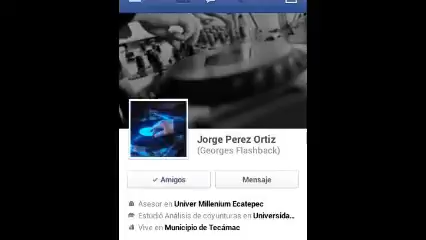 Jorge Perez Ortiz
(Georges Flashback)
✓ Amigos
Mensaje
Asesor en Univer Millenium Ecatepec
Estudió Análisis de coyunturas en Universida...
Vive en Municipio de Tecámac